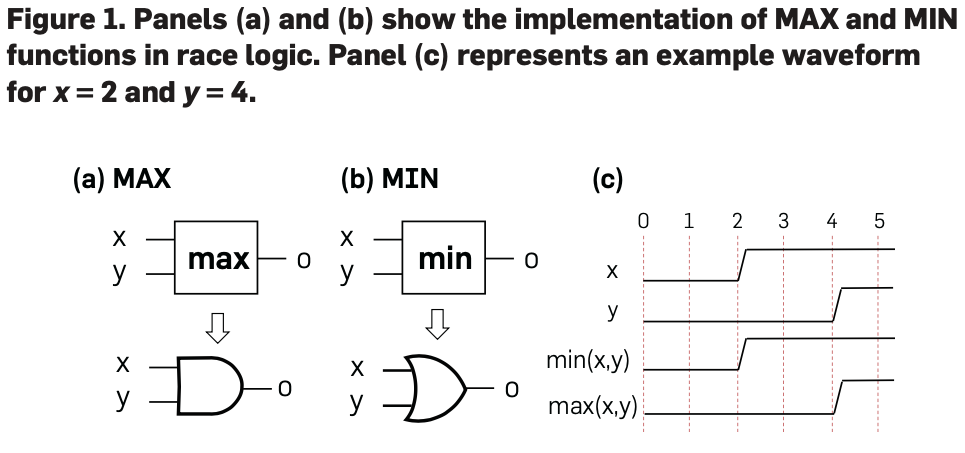 Figure 1. Panels (a) and (b) show the implementation of MAX and MIN
functions in race logic. Panel (c) represents an example waveform
for x = 2 and y = 4.
(a) MAX
x
y
max
o
x
y
o
(b) MIN
x
y
min
o
x
y
o
(c)
0 1 2 3 4 5
x
y
min(x,y)
max(x,y)